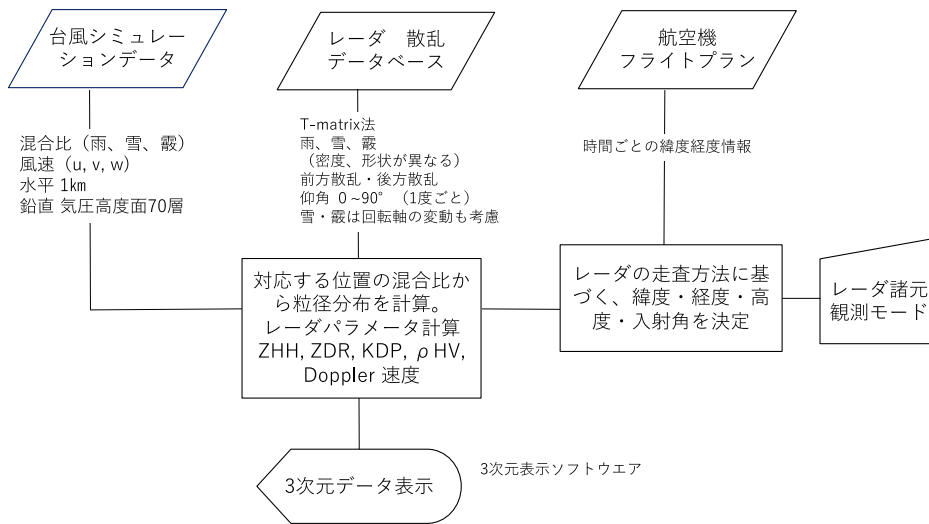 台風シミュレー
ションデータ
レーダ　散乱
データベース
航空機
フライトプラン
混合比（雨、雪、霰）
風速（u, v, w）
水平 1km
鉛直 気圧高度面70層
T-matrix法
雨、雪、霰
（密度、形状が異なる）
前方散乱・後方散乱
仰角 0 ~90°（1度ごと）
雪・霰は回転軸の変動も考慮
時間ごとの緯度経度情報
対応する位置の混合比か
ら粒径分布を計算。
レーダパラメータ計算
ZHH, ZDR, KDP, ρ HV,
Doppler 速度
レーダの走査方法に基
づく、緯度・経度・高
度・入射角を決定
レーダ諸元
観測モード
3次元データ表示
3次元表示ソフトウエア